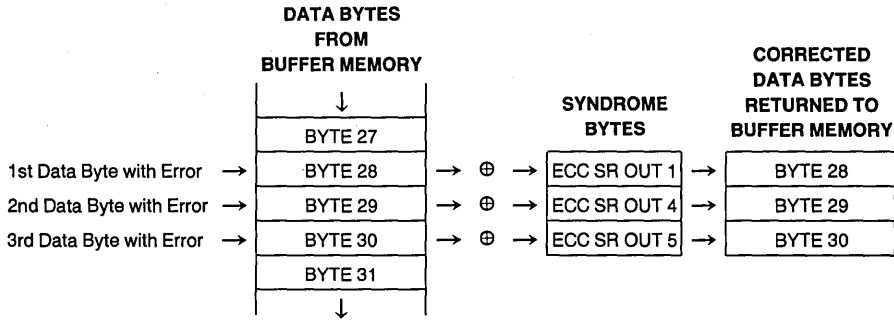 DATA BYTES
FROM
BUFFER MEMORY
SYNDROME
BYTES
CORRECTED
DATA BYTES
RETURNED TO
BUFFER MEMORY
↓
BYTE 27
1st Data Byte with Error → BYTE 28 → ⊕ → ECC SR OUT 1 → BYTE 28
2nd Data Byte with Error → BYTE 29 → ⊕ → ECC SR OUT 4 → BYTE 29
3rd Data Byte with Error → BYTE 30 → ⊕ → ECC SR OUT 5 → BYTE 30
BYTE 31
↓